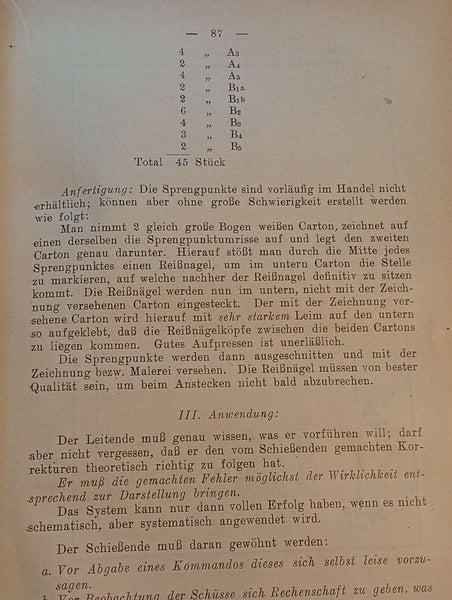 — 87 —
4 „ A₃
2 „ A₄
4 „ A₅
2 „ B₁ₐ
2 „ B₁ b
6 „ B₂
4 „ B₃
3 „ B₄
2 „ B₅
Total 45 Stück
Anfertigung: Die Sprengpunkte sind vorläufig im Handel nicht
erhältlich; können aber ohne große Schwierigkeit erstellt werden
wie folgt:
Man nimmt 2 gleich große Bogen weißen Carton, zeichnet auf
einen derselben die Sprengpunktumrisse auf und legt den zweiten
Carton genau darunter. Hierauf stößt man durch die Mitte jedes
Sprengpunktes einen Reißnagel, um im untern Carton die Stelle
zu markieren, auf welche nachher der Reißnagel definitiv zu sitzen
kommt. Die Reißnägel werden nun im untern, nicht mit der Zeich-
nung versehenen Carton eingesteckt. Der mit der Zeichnung ver-
sehene Carton wird hierauf mit sehr starkem Leim auf den untern
so aufgeklebt, daß die Reißnägelköpfe zwischen die beiden Cartons
zu liegen kommen. Gutes Aufpressen ist unerläßlich.
Die Sprengpunkte werden dann ausgeschnitten und mit der
Zeichnung bezw. Malerei versehen. Die Reißnägel müssen von bester
Qualität sein, um beim Anstecken nicht bald abzubrechen.
III. Anwendung:
Der Leitende muß genau wissen, was er vorführen will; darf
aber nicht vergessen, daß er den vom Schießenden gemachten Kor-
rekturen theoretisch richtig zu folgen hat.
Er muß die gemachten Fehler möglichst der Wirklichkeit ent-
sprechend zur Darstellung bringen.
Das System kann nur dann vollen Erfolg haben, wenn es nicht
schematisch, aber systematisch angewendet wird.
Der Schießende muß daran gewöhnt werden:
a. Vor Abgabe eines Kommandos dieses sich selbst leise vorzu-
sagen.
b. Vor Beobachtung der Schüsse sich Rechenschaft zu geben, was